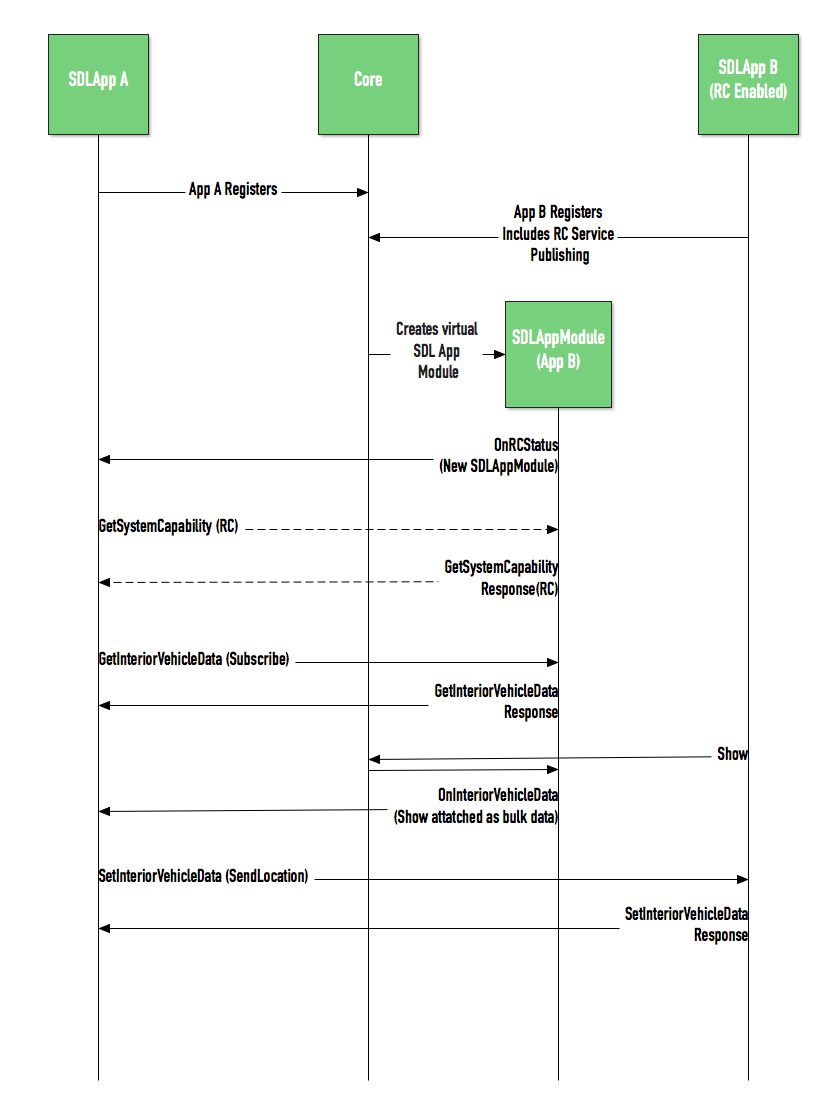 SDLApp A
Core
SDLApp B
(RC Enabled)
App A Registers
App B Registers
Includes RC Service
Publishing
Creates virtual
SDL App
Module
SDLAppModule
(App B)
OnRCStatus
(New SDLAppModule)
GetSystemCapability (RC)
GetSystemCapability
Response(RC)
GetInteriorVehicleData (Subscribe)
GetInteriorVehicleData
Response
Show
OnInteriorVehicleData
(Show attatched as bulk data)
SetInteriorVehicleData (SendLocation)
SetInteriorVehicleData
Response